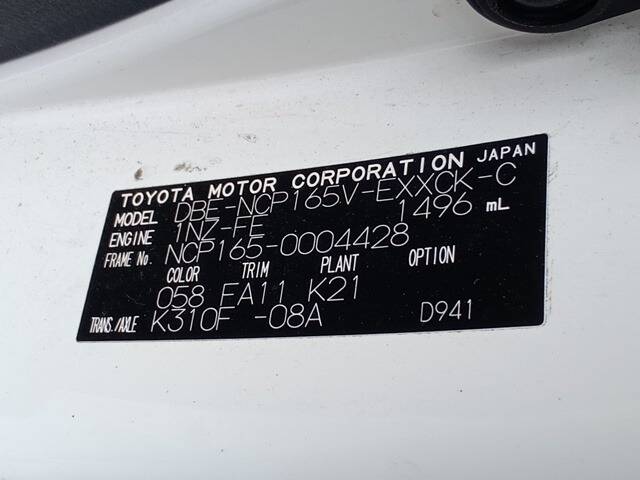 TOYOTA MOTOR CORPORATION JAPAN
MODEL DBE-NCP165V-EXXCK-C
ENGINE 1NZ-FE 1496 mL
FRAME No. NCP165-0004428
COLOR TRIM PLANT OPTION
058 EA11 K21
TRANS./AXLE K310F -08A D941